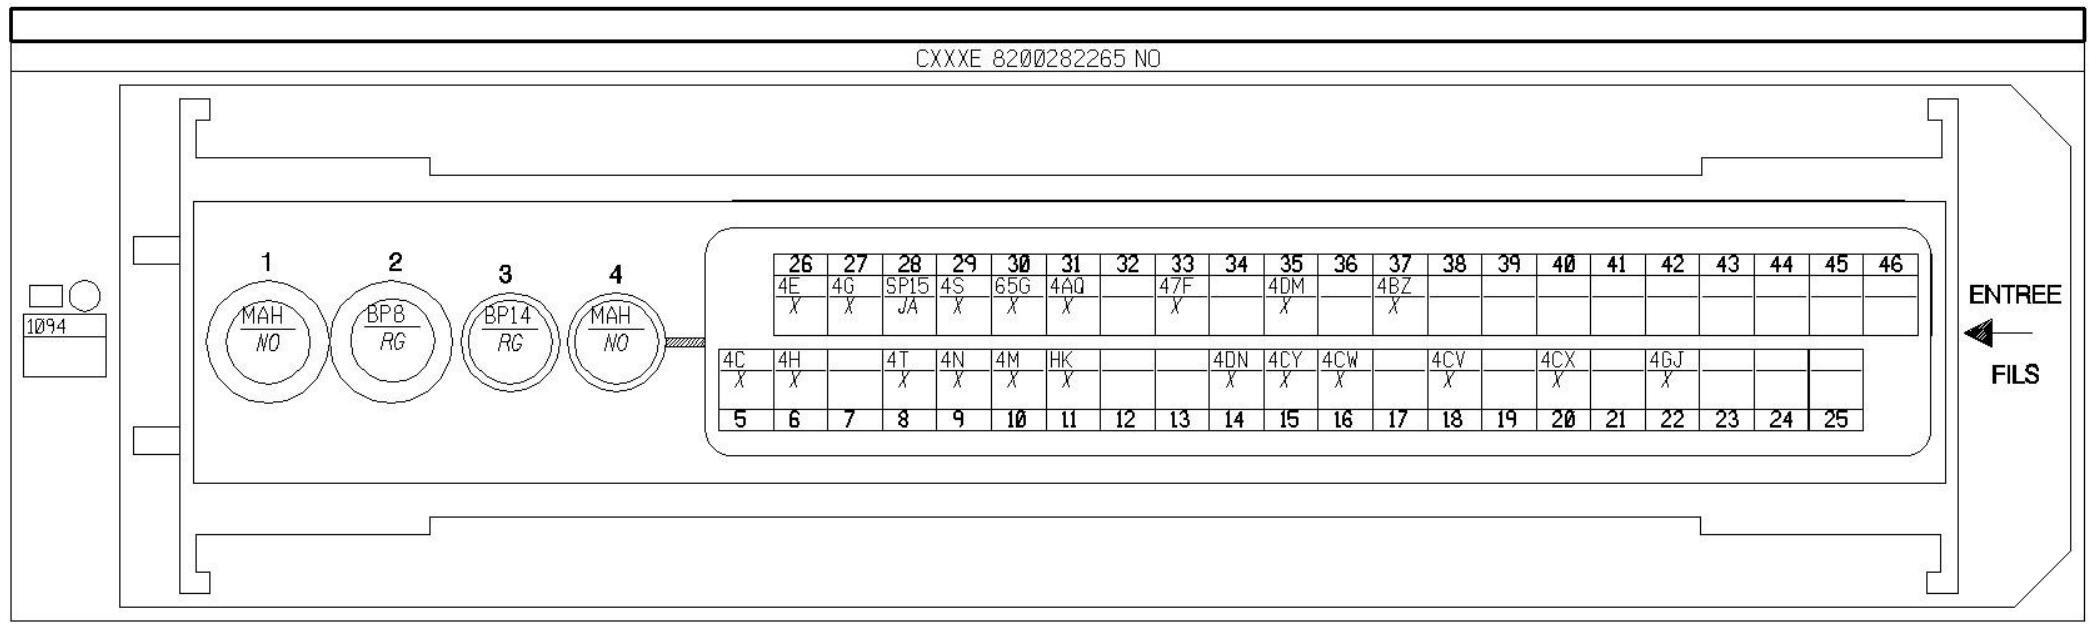 CXXXE 8200282265 NO
1 2 3 4
MAH BP8 BP14 MAH
NO RG RG NO
1094
26 27 28 29 30 31 32 33 34 35 36 37 38 39 40 41 42 43 44 45 46
4E 4G SP15 4S 65G 4AQ 47F 4DM 4BZ
X X JA X X X X X X
4C 4H 4T 4N 4M HK 4DN 4CY 4CW 4CV 4CX 4GJ
X X X X X X X X X X X X
5 6 7 8 9 10 11 12 13 14 15 16 17 18 19 20 21 22 23 24 25
ENTREE
FILS